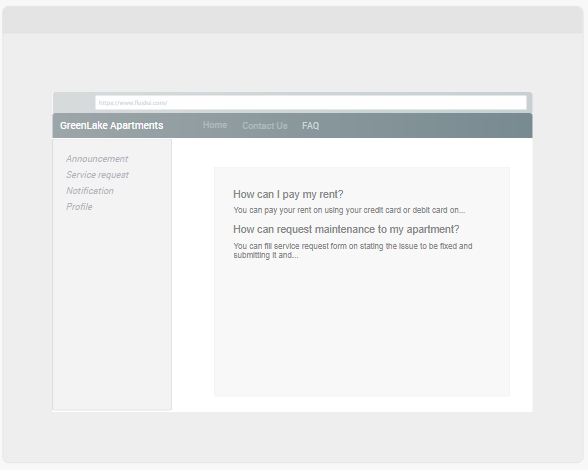 https://www.fluidui.com/
GreenLake Apartments Home Contact Us FAQ
Announcement
Service request
Notification
Profile
How can I pay my rent?
You can pay your rent on using your credit card or debit card on...
How can request maintenance to my apartment?
You can fill service request form on stating the issue to be fixed and
submitting it and...